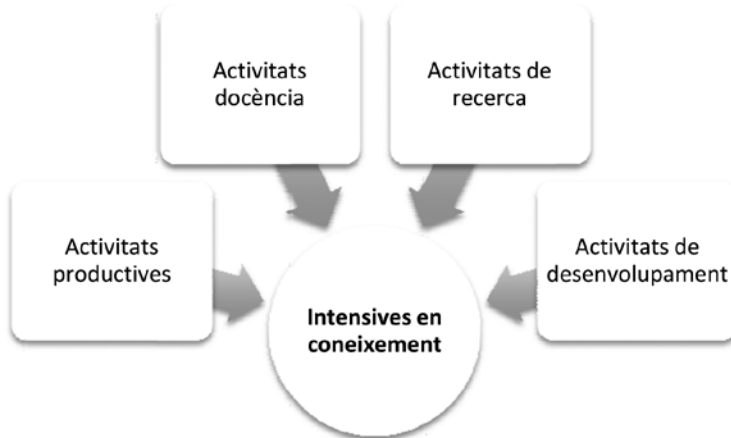 Activitats
docència
Activitats de
recerca
Activitats
productives
Activitats de
desenvolupament
Intensives en
coneixement